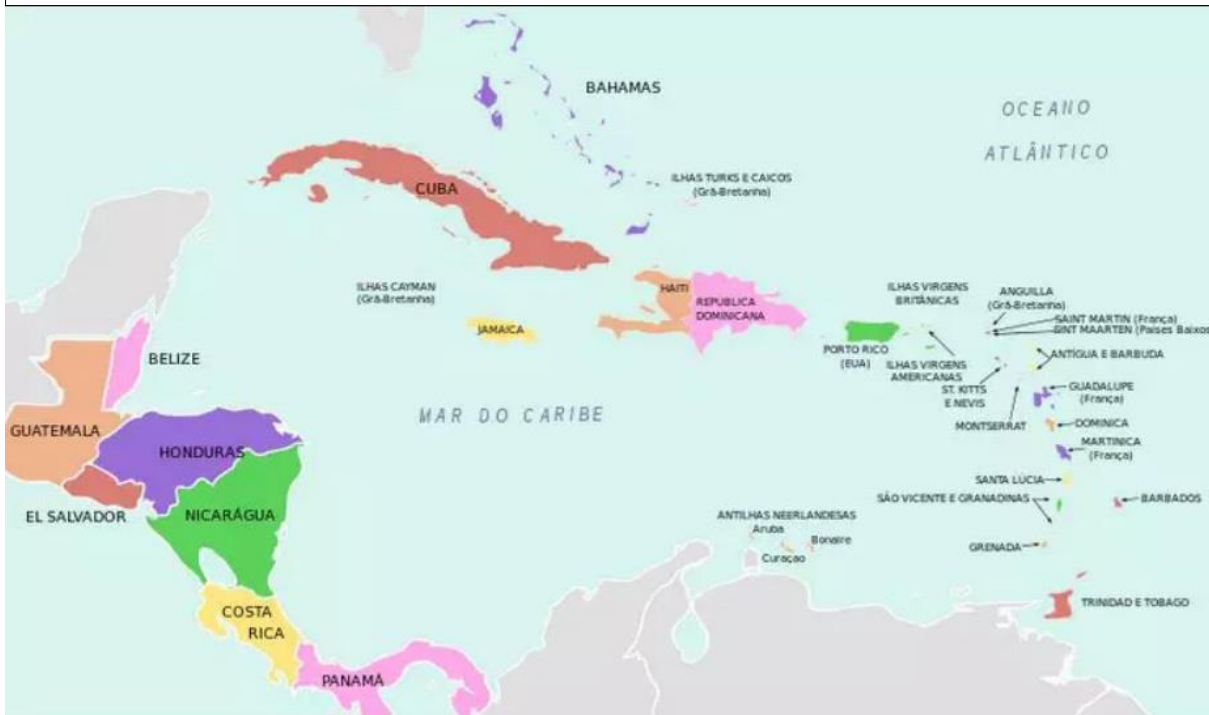 BAHAMAS
OCEANO
ATLÂNTICO
CUBA
ILHAS TURKS E CAICOS
(Grã-Bretanha)
ILHAS CAYMAN
(Grã-Bretanha)
HAITI
REPUBLICA
DOMINICANA
JAMAICA
PORTO RICO
(EUA)
ILHAS VIRGENS
BRITÂNICAS
ILHAS VIRGENS
AMERICANAS
ANGUILLA
(Grã-Bretanha)
SAINT MARTIN (França)
SINT MAARTEN (Países Baixos
ANTÍGUA E BARBUDA
ST. KITTS
E NEVIS
GUADALUPE
(França)
MONTSERRAT
DOMINICA
MARTINICA
(França)
BELIZE
MAR DO CARIBE
GUATEMALA
HONDURAS
SANTA LÚCIA
SÃO VICENTE E GRANADINAS
BARBADOS
EL SALVADOR
NICARÁGUA
ANTILHAS NEERLANDESAS
Aruba
Bonaire
Curaçao
GRENADA
TRINIDAD E TOBAGO
COSTA
RICA
PANAMÁ